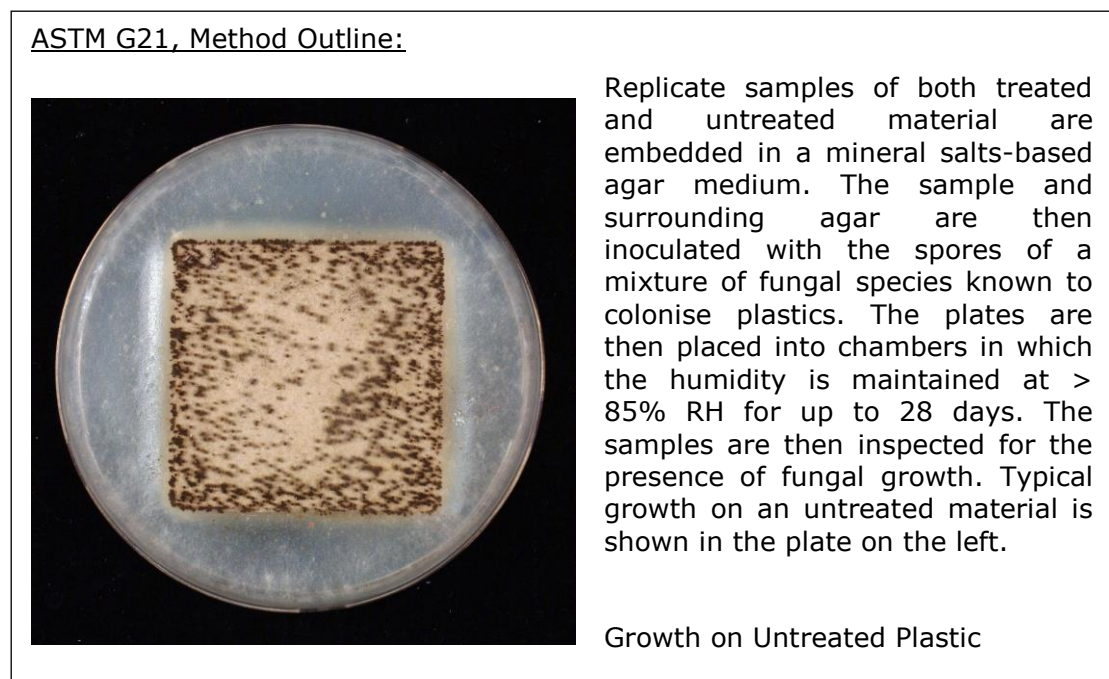 ASTM G21, Method Outline:
Replicate samples of both treated
and untreated material are
embedded in a mineral salts-based
agar medium. The sample and
surrounding agar are then
inoculated with the spores of a
mixture of fungal species known to
colonise plastics. The plates are
then placed into chambers in which
the humidity is maintained at >
85% RH for up to 28 days. The
samples are then inspected for the
presence of fungal growth. Typical
growth on an untreated material is
shown in the plate on the left.
Growth on Untreated Plastic